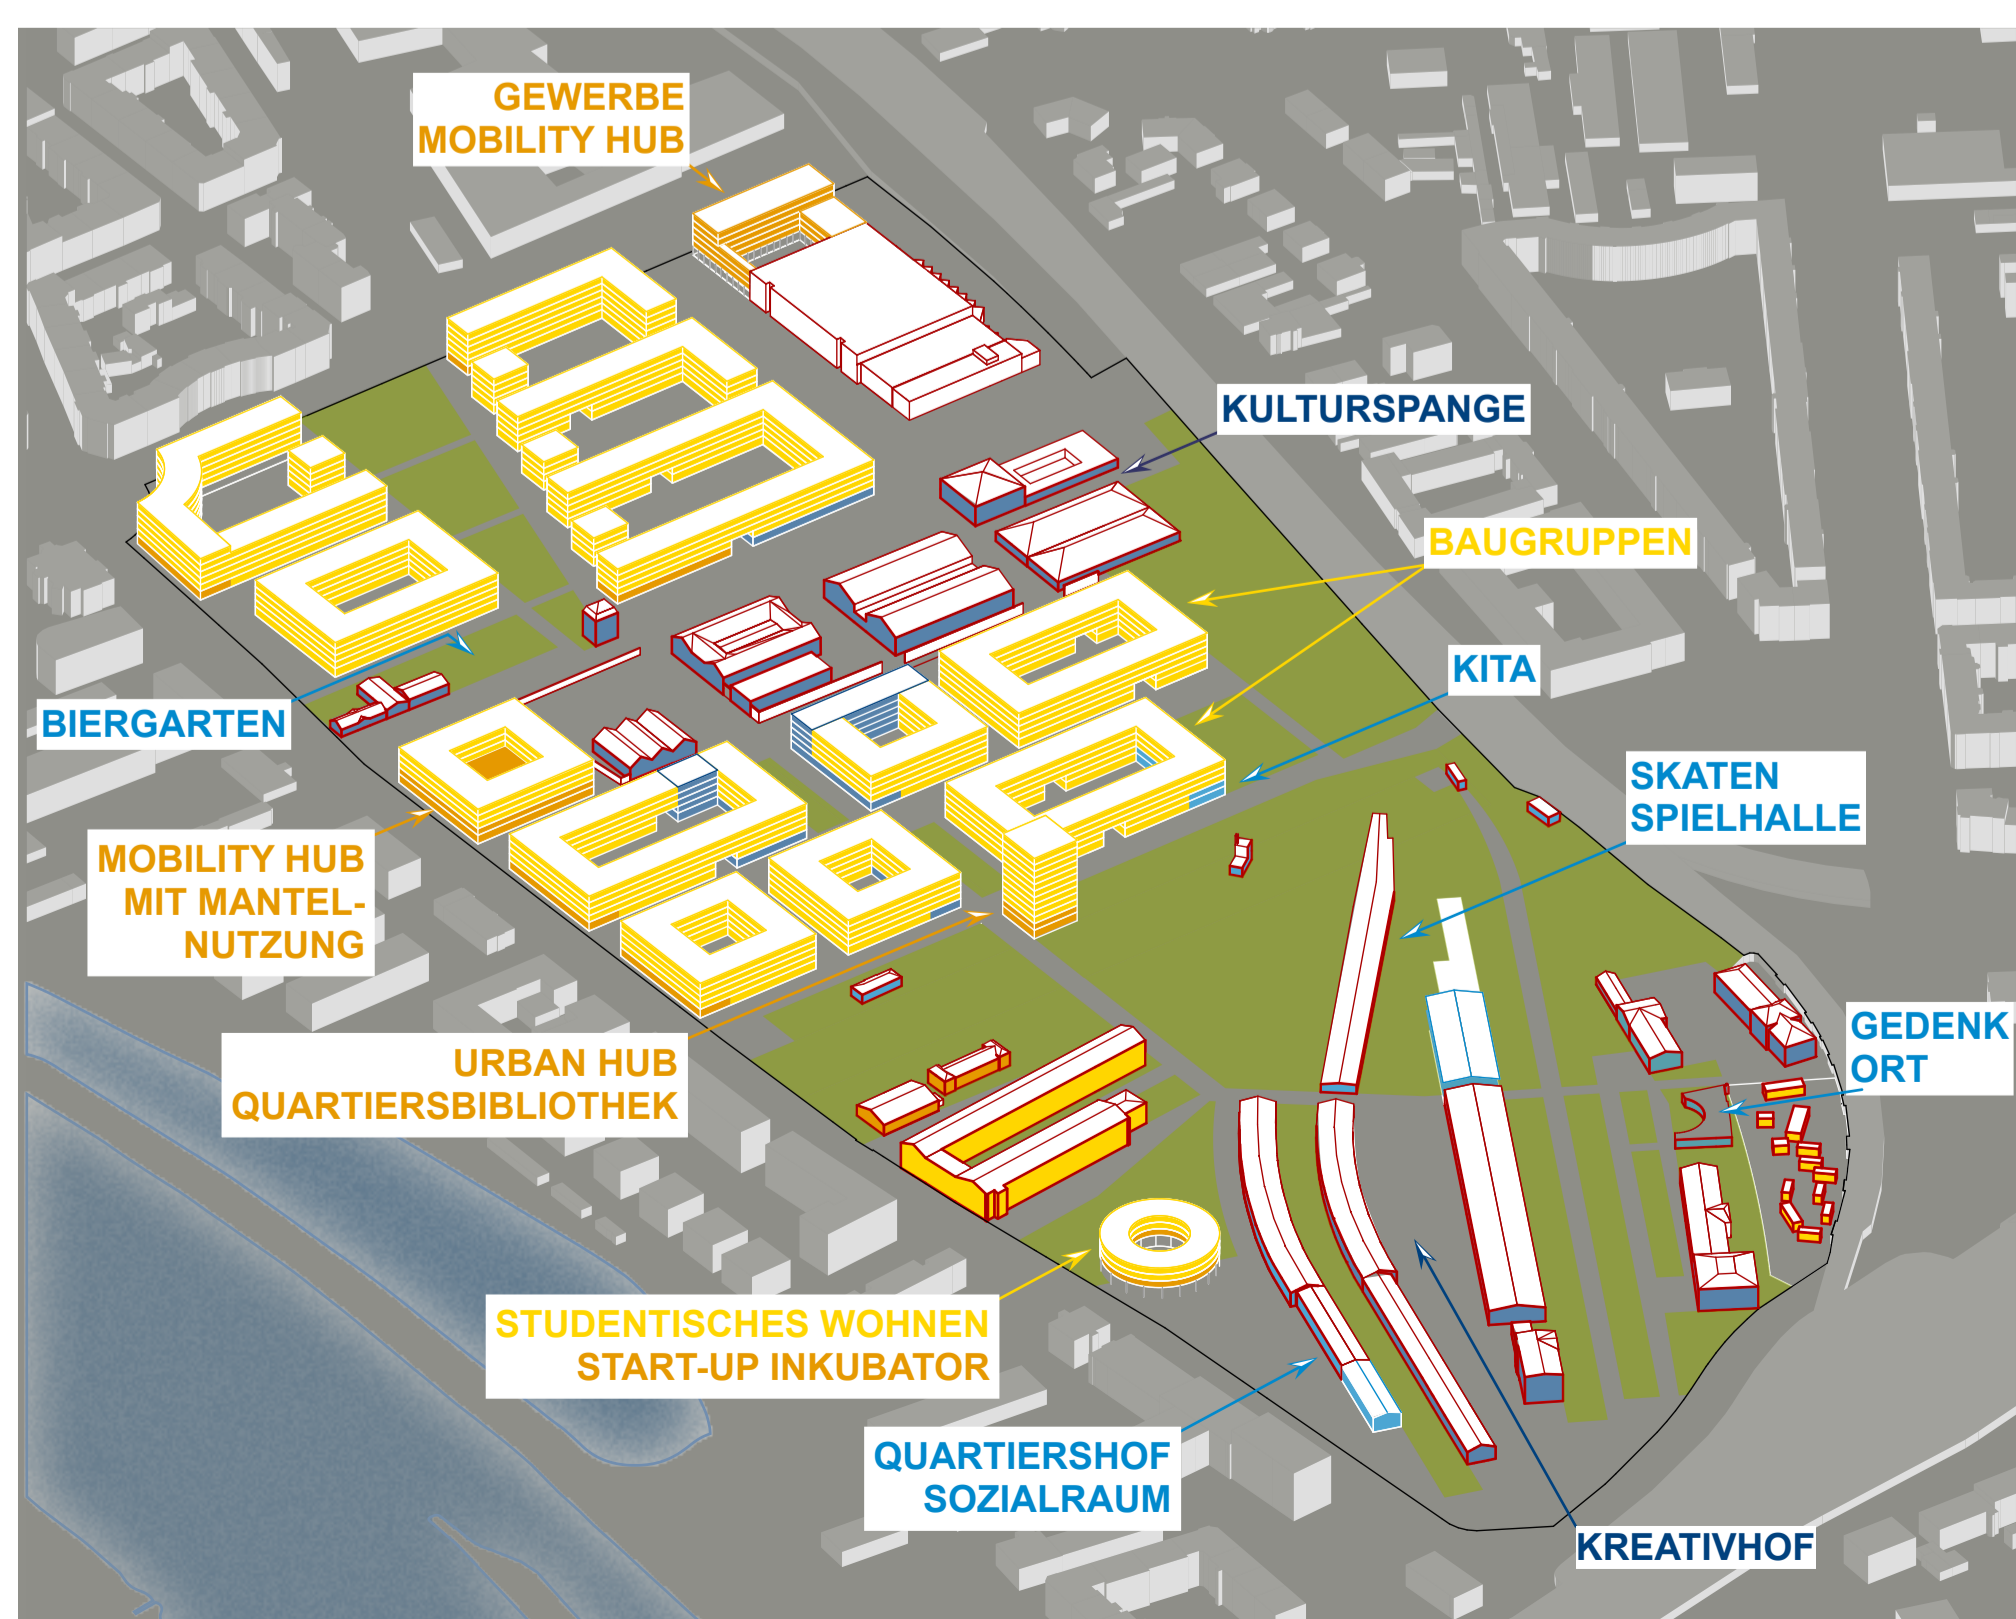 GEWERBE
MOBILITY HUB
KULTURSPANGE
BAUGRUPPEN
KITA
BIERGARTEN
SKATEN
SPIELHALLE
MOBILITY HUB
MIT MANTEL-
NUTZUNG
GEDENK
ORT
URBAN HUB
QUARTIERSBIBLIOTHEK
STUDENTISCHES WOHNEN
START-UP INKUBATOR
QUARTIERSHOF
SOZIALRAUM
KREATIVHOF